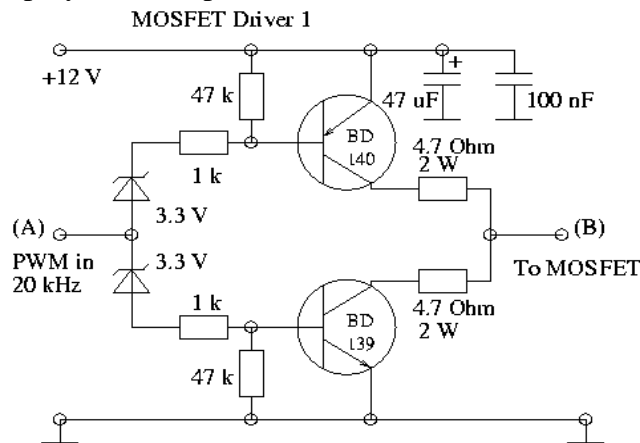 MOSFET Driver 1
+12 V
47 k
47 uF
+
100 nF
BD
140
4.7 Ohm
2 W
1 k
3.3 V
(A)
(B)
PWM in
20 kHz
3.3 V
To MOSFET
1 k
4.7 Ohm
2 W
BD
139
47 k